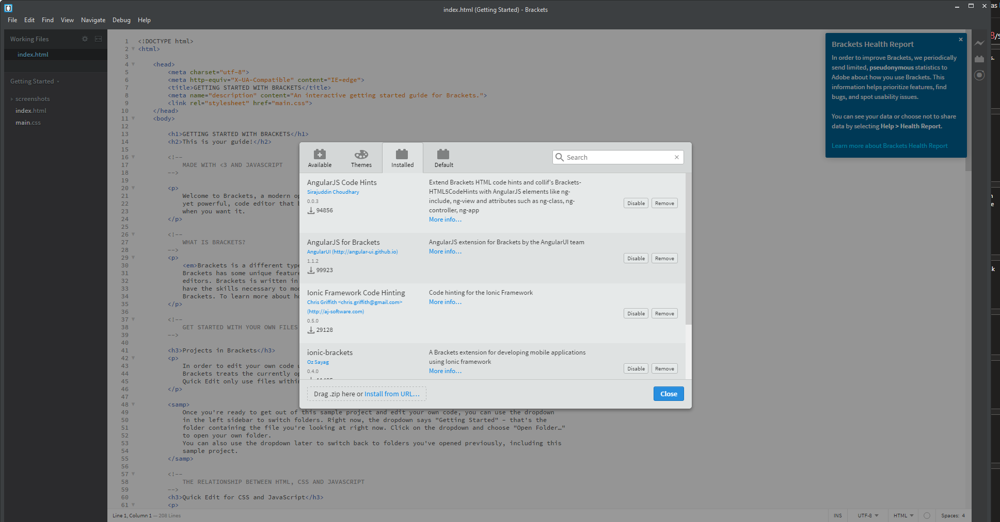 index.html (Getting Started) - Brackets
File Edit Find View Navigate Debug Help
Working Files
index.html
Getting Started
screenshots
index.html
main.css
1 <!DOCTYPE html>
2 <html>
3
4 <head>
5 <meta charset="utf-8">
6 <meta http-equiv="X-UA-Compatible" content="IE=edge">
7 <title>GETTING STARTED WITH BRACKETS</title>
8 <meta name="description" content="An interactive getting started guide for Brackets.">
9 <link rel="stylesheet" href="main.css">
10 </head>
11 <body>
12
13 <h1>GETTING STARTED WITH BRACKETS</h1>
14 <h2>This is your guide!</h2>
15
16 <!--
17 MADE WITH <3 AND JAVASCRIPT
18 -->
19
20 <p>
21 Welcome to Brackets, a modern op
22 yet powerful, code editor that b
23 when you want it.
24 </p>
25
26 <!--
27 WHAT IS BRACKETS?
28 -->
29 <p>
30 <em>Brackets is a different type
31 Brackets has some unique feature
32 editors. Brackets is written in
33 have the skills necessary to mod
34 Brackets. To learn more about ho
35 </p>
36
37 <!--
38 GET STARTED WITH YOUR OWN FILES
39 -->
40
41 <h3>Projects in Brackets</h3>
42 <p>
43 In order to edit your own code u
44 Brackets treats the currently op
45 Quick Edit only use files within
46 </p>
47
48 <samp>
49 Once you're ready to get out of this sample project and edit your own code, you can use the dropdown
50 in the left sidebar to switch folders. Right now, the dropdown says "Getting Started" - that's the
51 folder containing the file you're looking at right now. Click on the dropdown and choose "Open Folder…"
52 to open your own folder.
53 You can also use the dropdown later to switch back to folders you've opened previously, including this
54 sample project.
55 </samp>
56
57 <!--
58 THE RELATIONSHIP BETWEEN HTML, CSS AND JAVASCRIPT
59 -->
60 <h3>Quick Edit for CSS and JavaScript</h3>
61 <p>
Available Themes Installed Default
Search
AngularJS Code Hints
Sirajuddin Choudhary
0.0.3
94856
Extend Brackets HTML code hints and collif's Brackets-
HTML5CodeHints with AngularJS elements like ng-
include, ng-view and attributes such as ng-class, ng-
controller, ng-app
More info…
Disable Remove
AngularJS for Brackets
AngularUI (http://angular-ui.github.io)
1.1.2
99923
AngularJS extension for Brackets by the AngularUI team
More info…
Disable Remove
Ionic Framework Code Hinting
Chris Griffith <chris.griffith@gmail.com>
(http://aj-software.com)
0.5.0
29128
Code hinting for the Ionic Framework
More info…
Disable Remove
ionic-brackets
Oz Sayag
0.4.0
A Brackets extension for developing mobile applications
using Ionic framework
More info…
Disable Remove
Drag .zip here or Install from URL…
Close
Brackets Health Report
In order to improve Brackets, we periodically
send limited, pseudonymous statistics to
Adobe about how you use Brackets. This
information helps prioritize features, find
bugs, and spot usability issues.
You can see your data or choose not to share
data by selecting Help > Health Report.
Learn more about Brackets Health Report
as
8/5
s.
n
e
k
Line 1, Column 1 — 208 Lines
INS UTF-8 HTML Spaces: 4